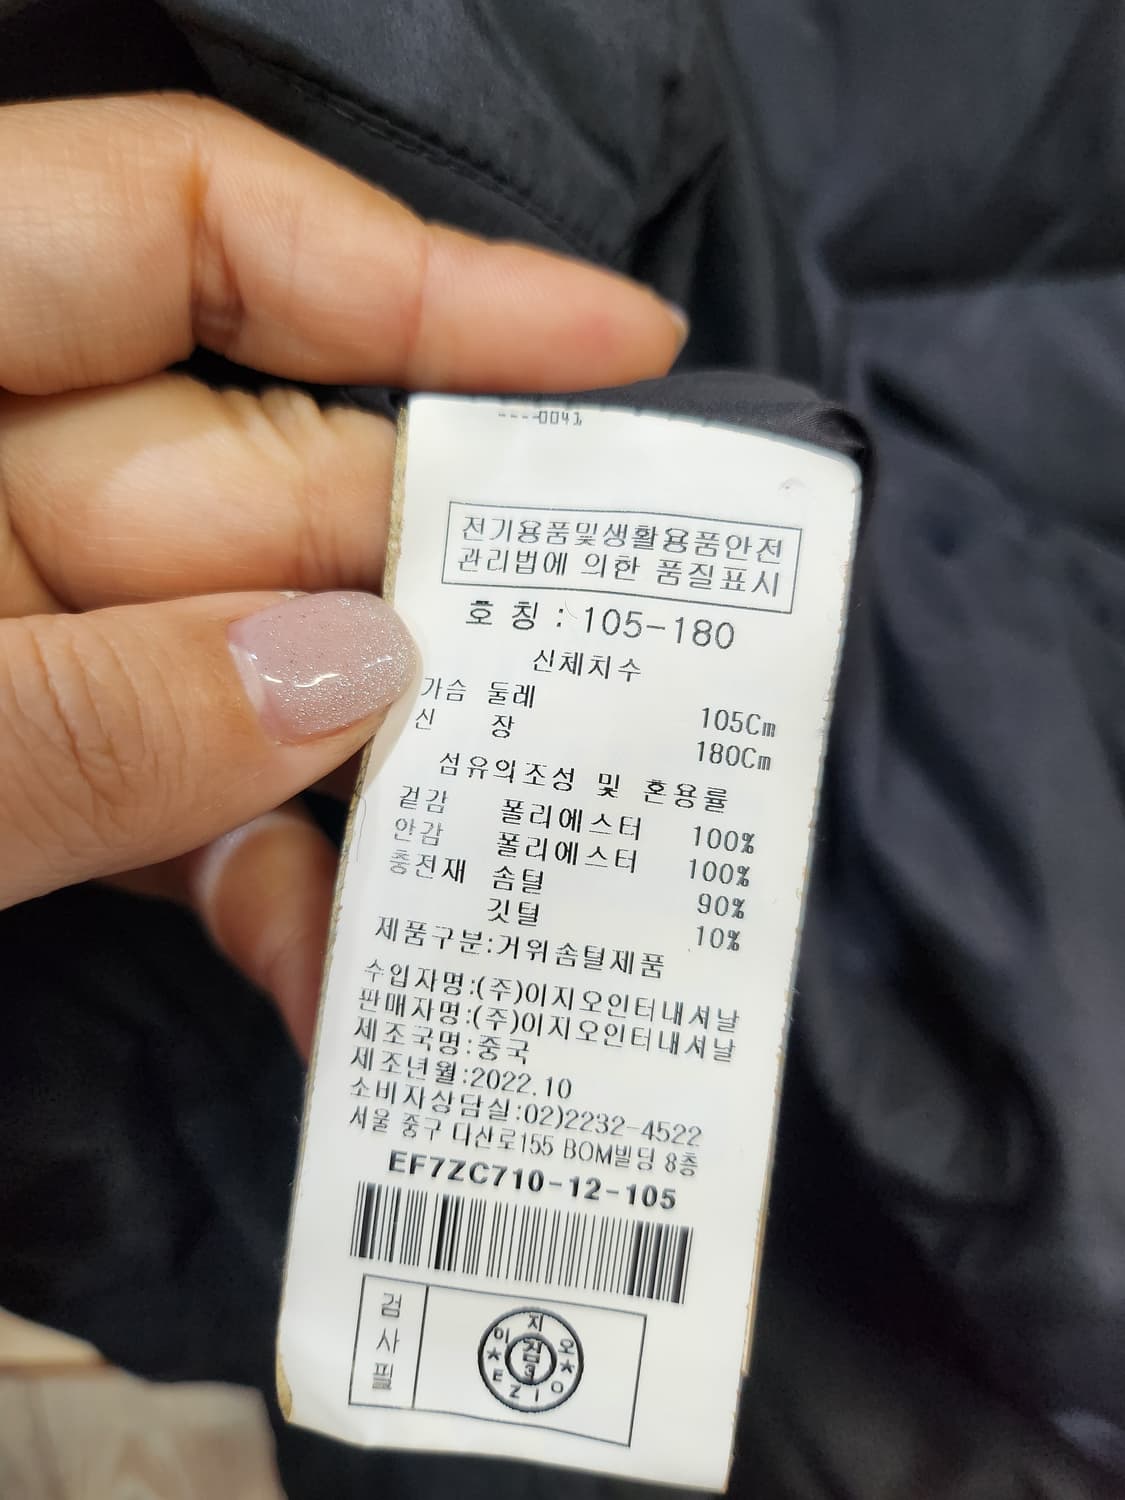 0041
전기용품및생활용품안전
관리법에 의한 품질표시
호 칭 : 105-180
신체치수
가슴 둘레 105Cm
신 장 180Cm
섬유의조성 및 혼용률
겉감 폴리에스터 100%
안감 폴리에스터 100%
충전재 솜털 90%
깃털 10%
제품구분:거위솜털제품
수입자명:(주)이지오인터내셔날
판매자명:(주)이지오인터내셔날
제조국명:중국
제조년월:2022.10
소비자상담실:02)2232-4522
서울 중구 다산로155 BOM빌딩 8층
EF7ZC710-12-105
검사필
이지오
검
3
EZIO